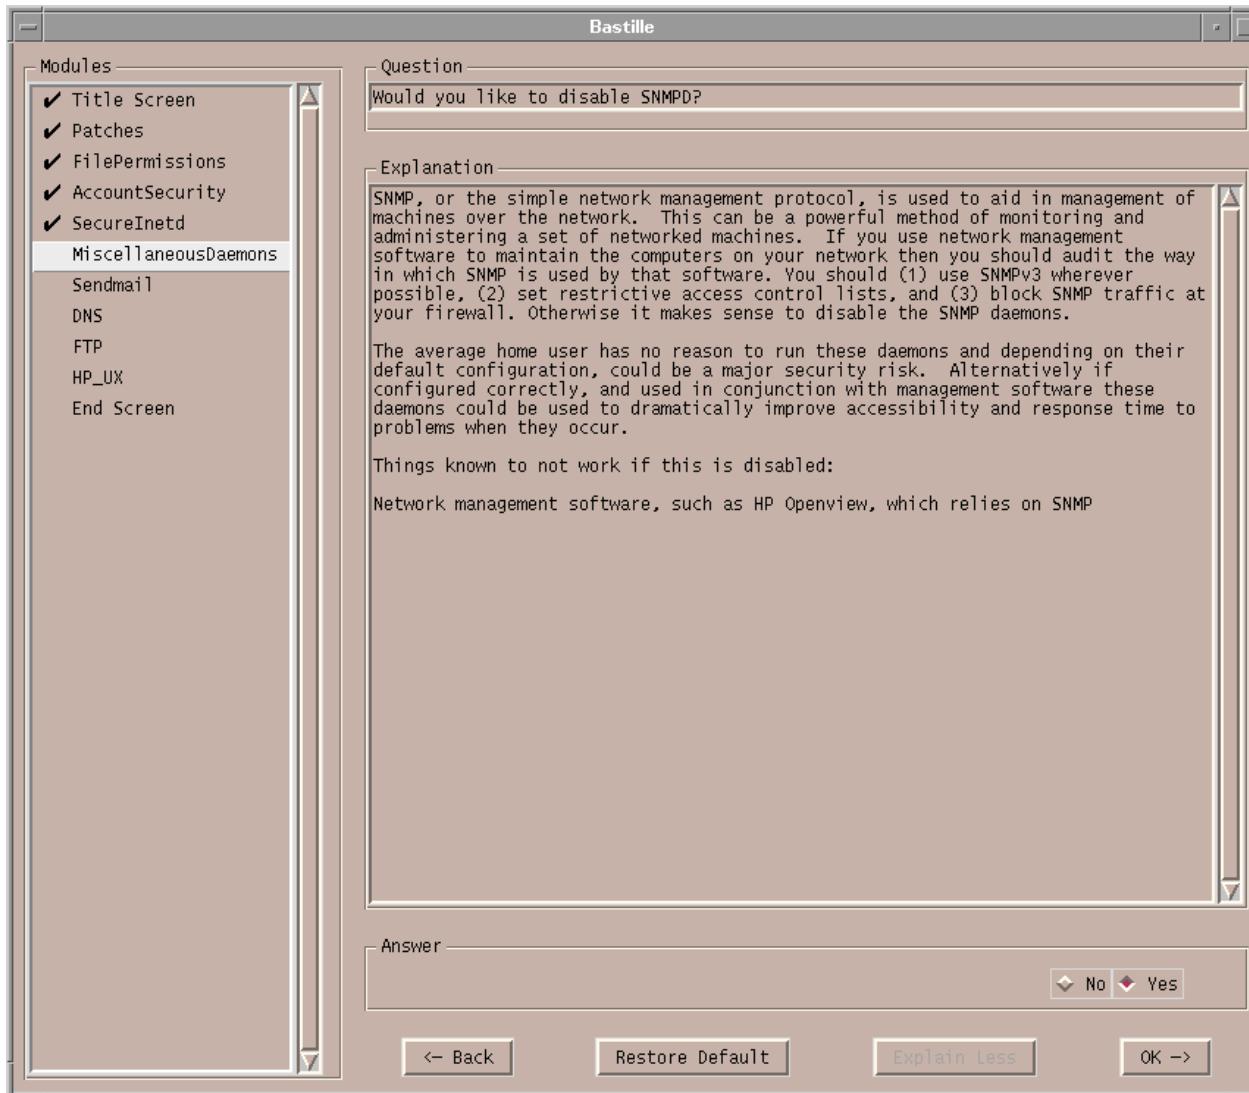 Bastille
Modules
Title Screen
Patches
FilePermissions
AccountSecurity
SecureInetd
MiscellaneousDaemons
Sendmail
DNS
FTP
HP_UX
End Screen
Question
Would you like to disable SNMPD?
Explanation
SNMP, or the simple network management protocol, is used to aid in management of
machines over the network.  This can be a powerful method of monitoring and
administering a set of networked machines.  If you use network management
software to maintain the computers on your network then you should audit the way
in which SNMP is used by that software. You should (1) use SNMPv3 wherever
possible, (2) set restrictive access control lists, and (3) block SNMP traffic at
your firewall. Otherwise it makes sense to disable the SNMP daemons.
The average home user has no reason to run these daemons and depending on their
default configuration, could be a major security risk.  Alternatively if
configured correctly, and used in conjunction with management software these
daemons could be used to dramatically improve accessibility and response time to
problems when they occur.
Things known to not work if this is disabled:
Network management software, such as HP Openview, which relies on SNMP
Answer
No Yes
<- Back Restore Default Explain Less OK ->